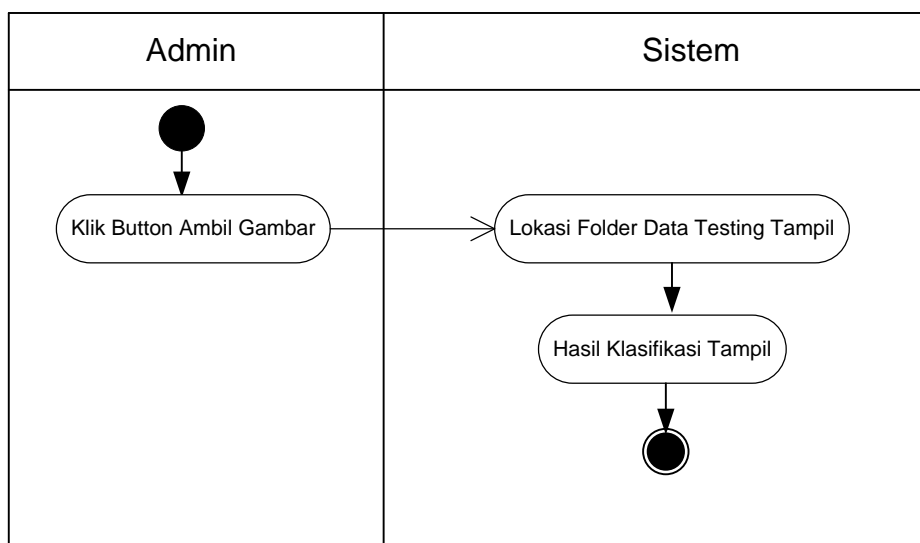 Admin
Sistem
Klik Button Ambil Gambar
Lokasi Folder Data Testing Tampil
Hasil Klasifikasi Tampil